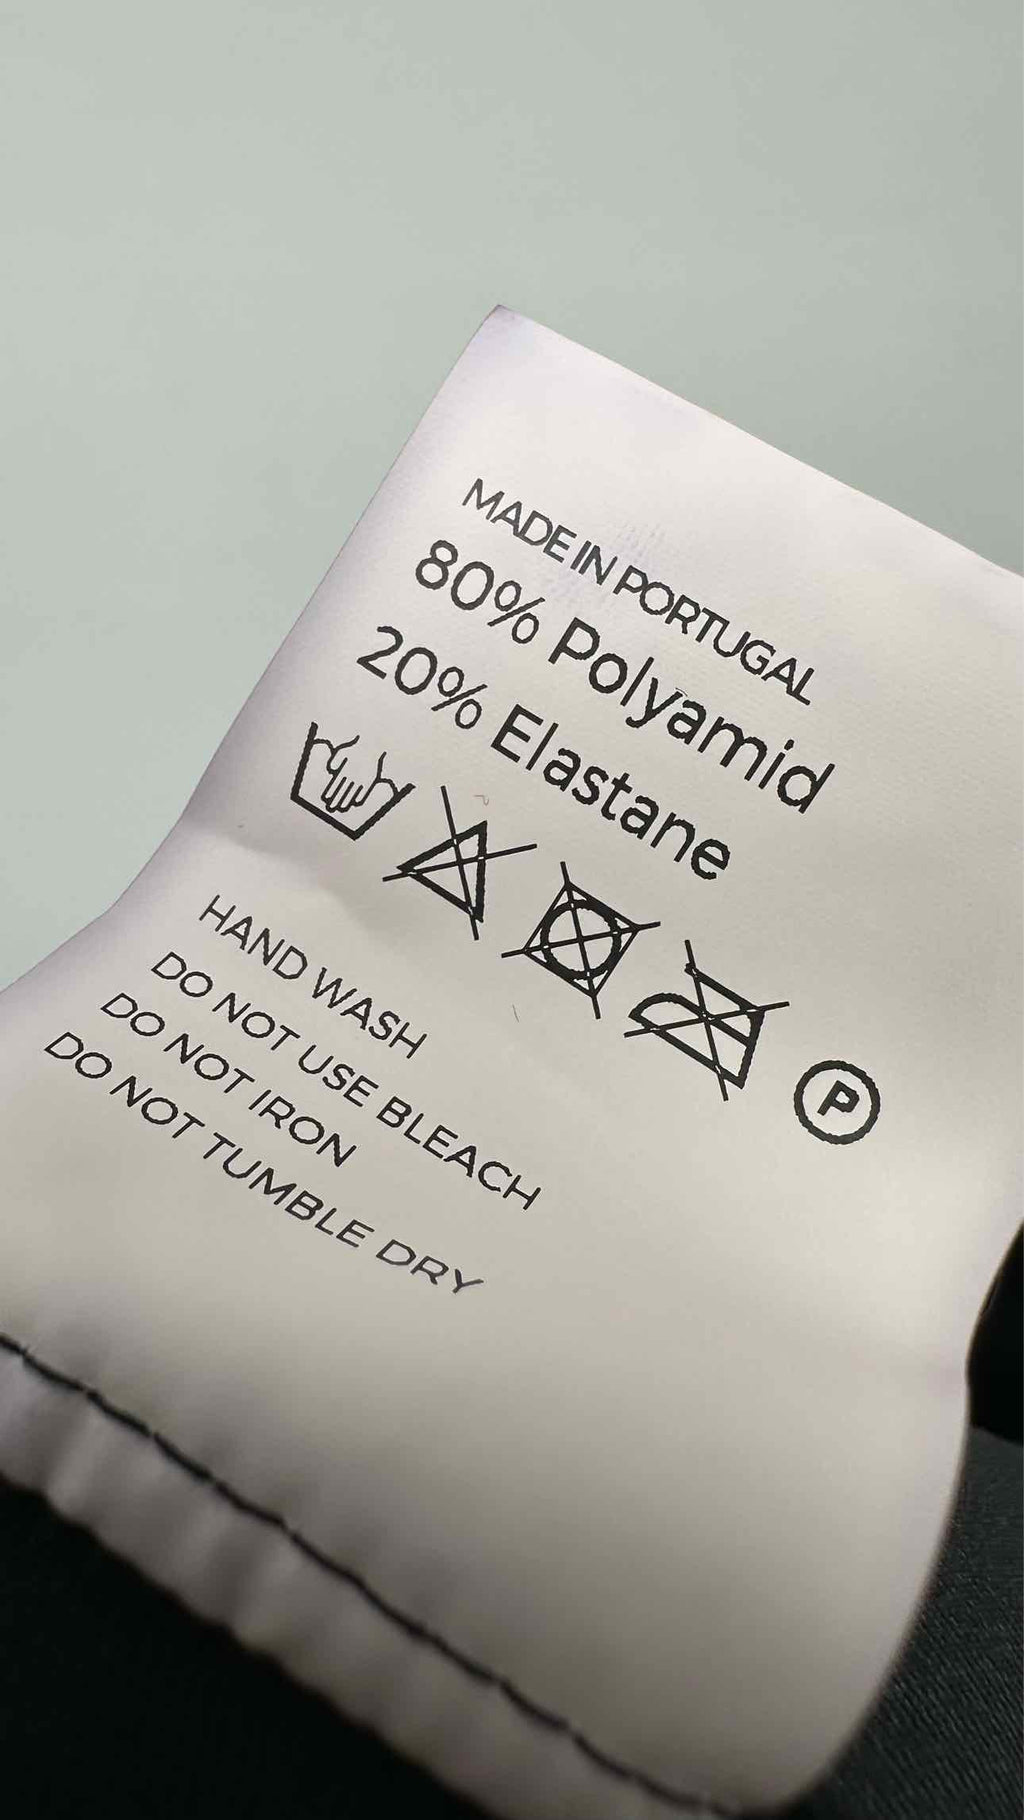 MADE IN PORTUGAL
80% Polyamid
20% Elastane
P
HAND WASH
DO NOT USE BLEACH
DO NOT IRON
DO NOT TUMBLE DRY